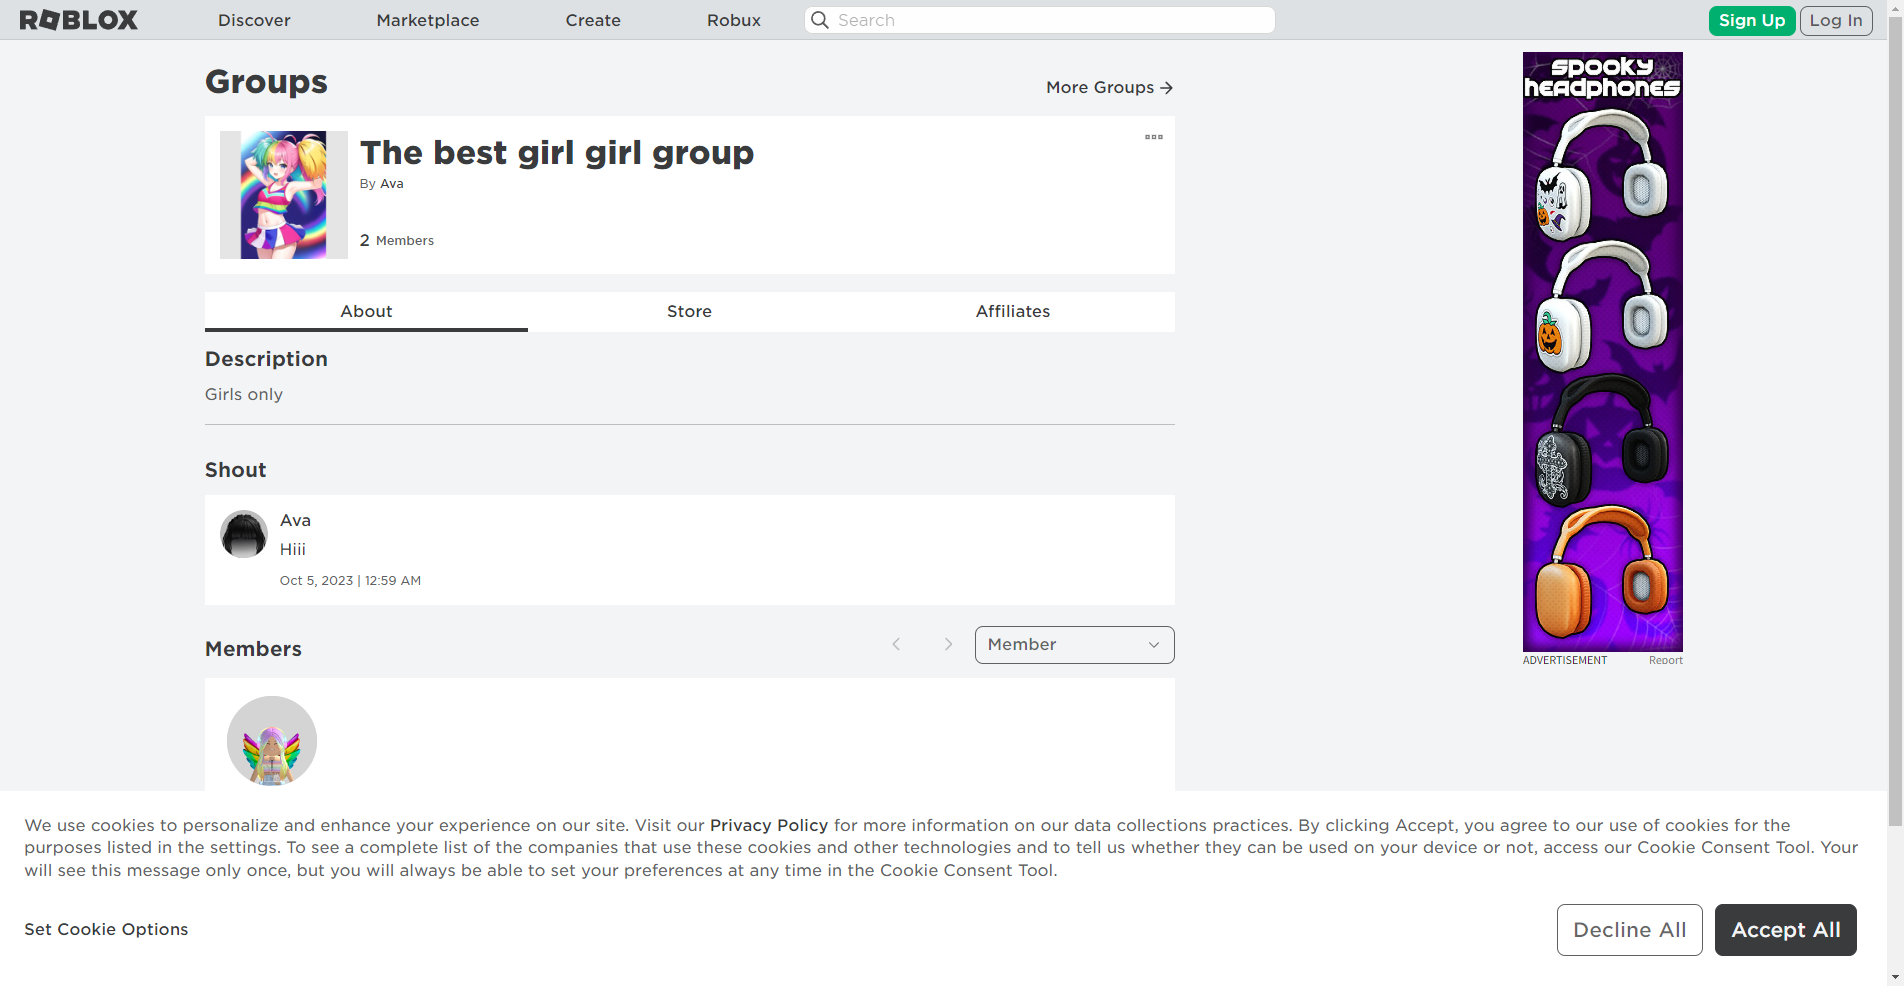 ROBLOX Discover Marketplace Create Robux Search Sign Up Log In
Groups
More Groups →
The best girl girl group
By Ava
2 Members
About Store Affiliates
Description
Girls only
Shout
Ava
Hiii
Oct 5, 2023 | 12:59 AM
Members
Member
SPOOKY
HEADPHONES
ADVERTISEMENT Report
We use cookies to personalize and enhance your experience on our site. Visit our Privacy Policy for more information on our data collections practices. By clicking Accept, you agree to our use of cookies for the
purposes listed in the settings. To see a complete list of the companies that use these cookies and other technologies and to tell us whether they can be used on your device or not, access our Cookie Consent Tool. Your
will see this message only once, but you will always be able to set your preferences at any time in the Cookie Consent Tool.
Set Cookie Options
Decline All
Accept All